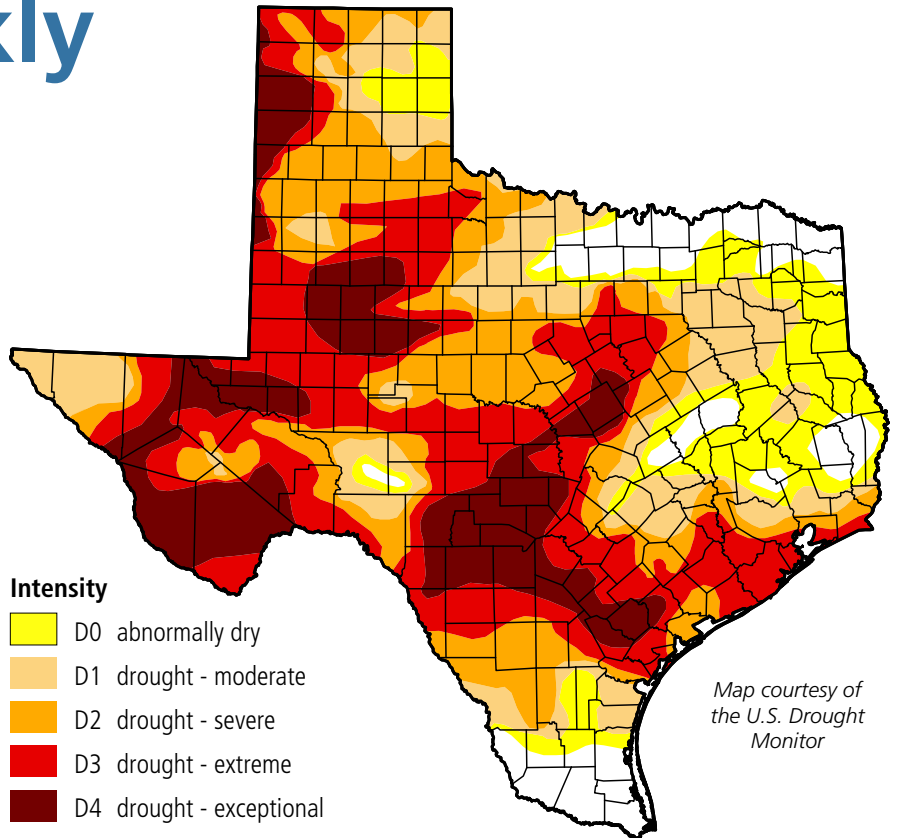 kly
Intensity
D0 abnormally dry
D1 drought - moderate
D2 drought - severe
D3 drought - extreme
D4 drought - exceptional
Map courtesy of
the U.S. Drought
Monitor